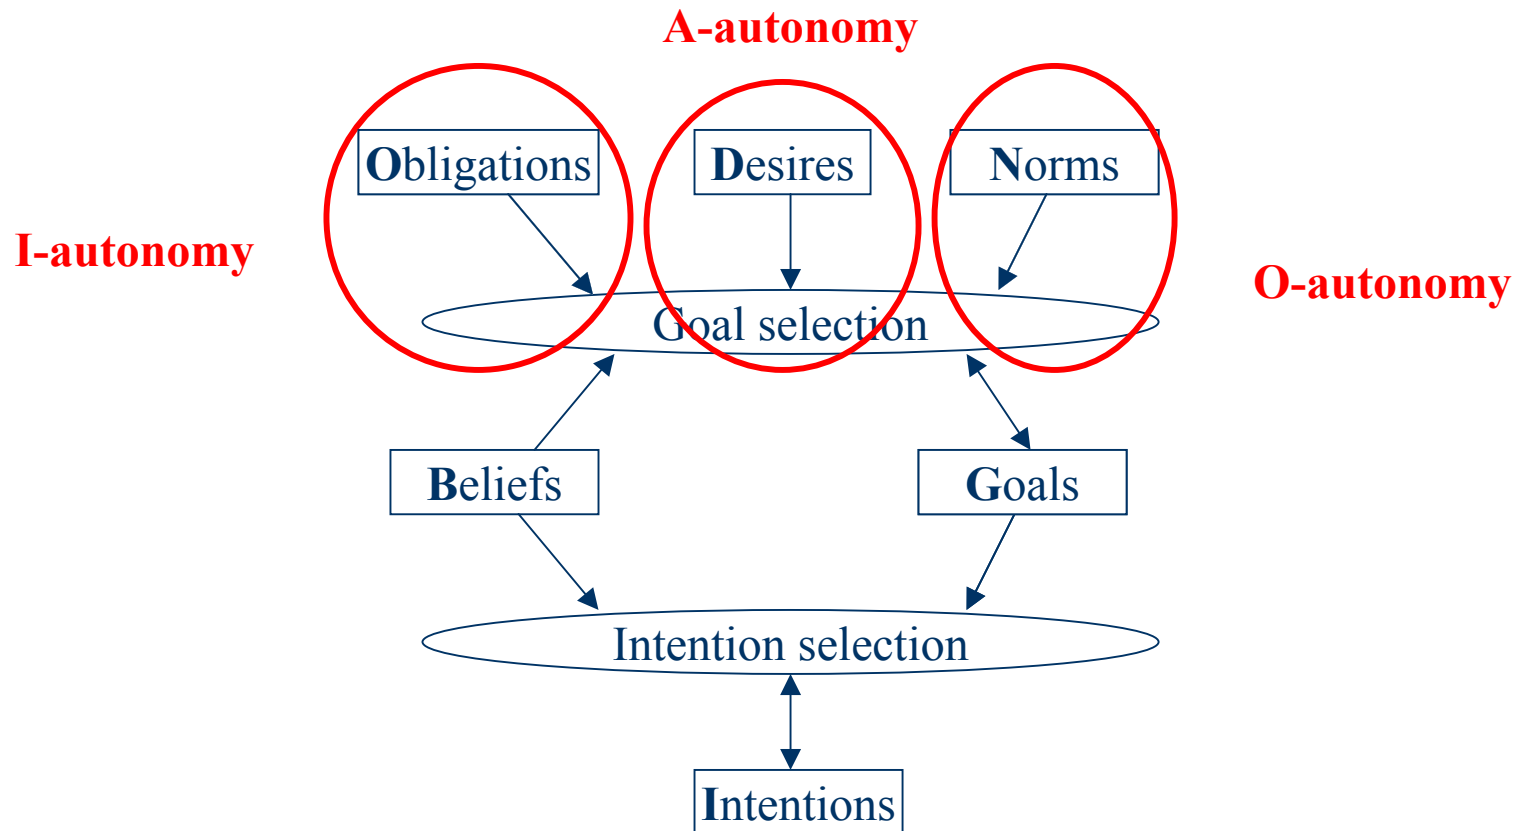 A-autonomy
Obligations
Desires
Norms
I-autonomy
O-autonomy
Goal selection
Beliefs
Goals
Intention selection
Intentions